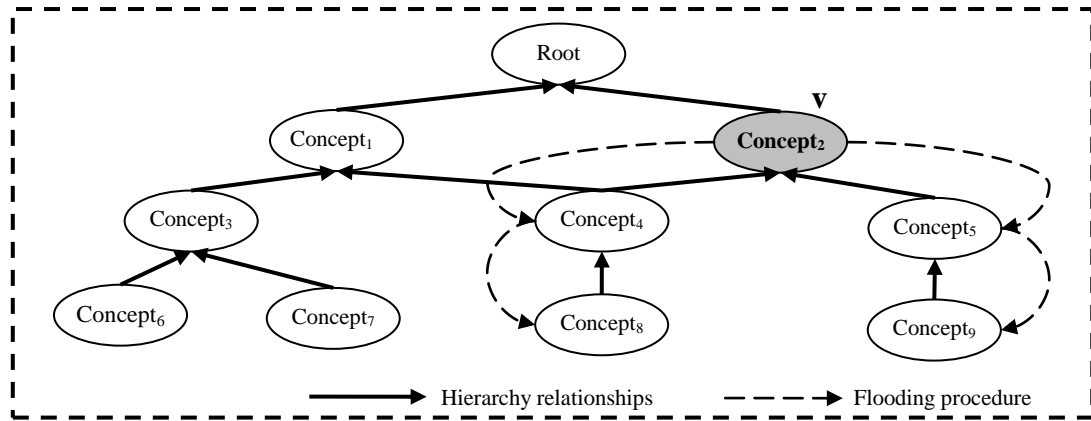 Root
v
Concept₁
Concept₂
Concept₃
Concept₄
Concept₅
Concept₆
Concept₇
Concept₈
Concept₉
Hierarchy relationships
Flooding procedure